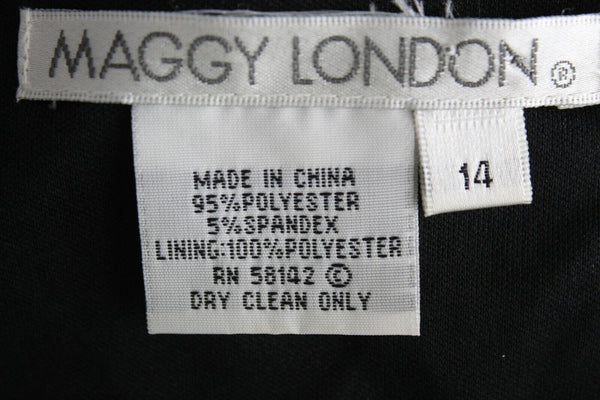 MAGGY LONDON®
14
MADE IN CHINA
95%POLYESTER
5%SPANDEX
LINING:100%POLYESTER
RN 58142 ©
DRY CLEAN ONLY